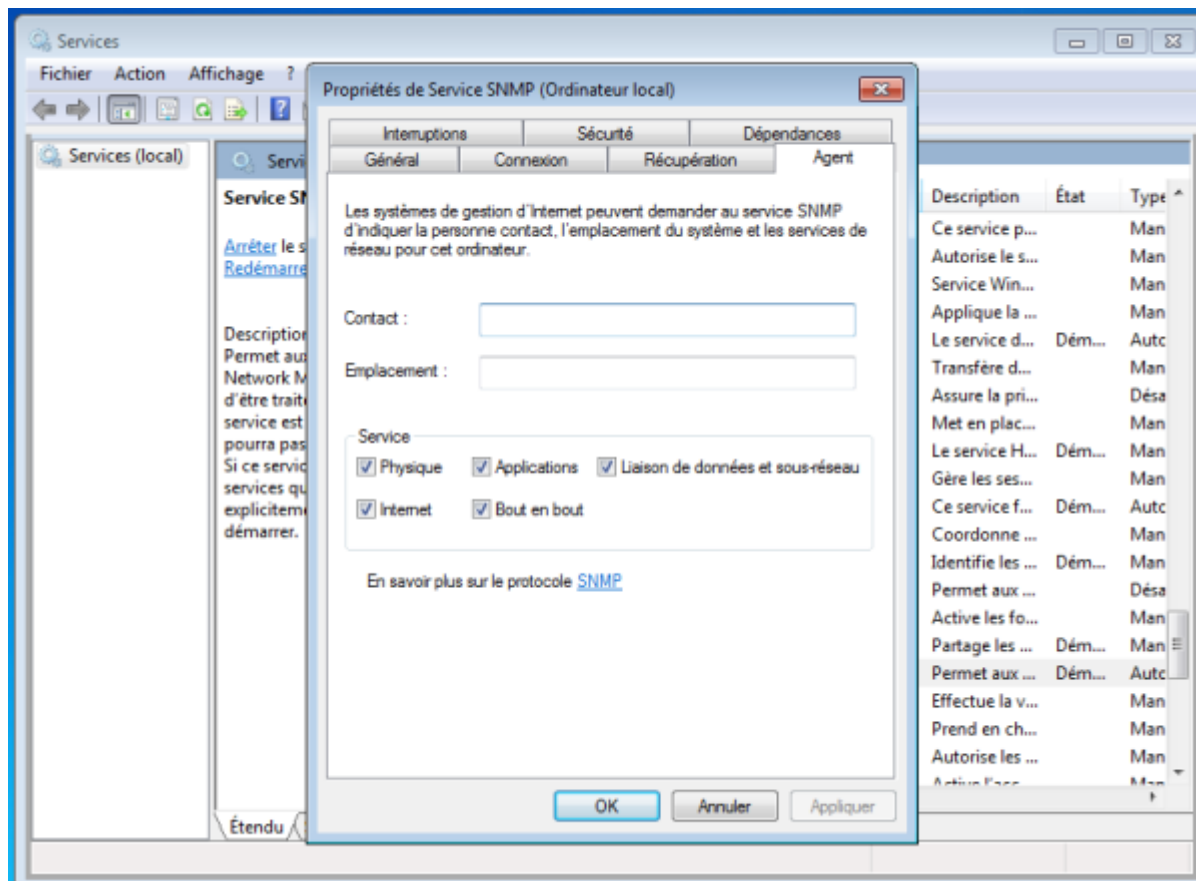 Services
Fichier Action Affichage ?
Propriétés de Service SNMP (Ordinateur local)
Interruptions Sécurité Dépendances
Général Connexion Récupération Agent
Les systèmes de gestion d'Internet peuvent demander au service SNMP
d'indiquer la personne contact, l'emplacement du système et les services de
réseau pour cet ordinateur.
Contact :
Emplacement :
Service
Physique Applications Liaison de données et sous-réseau
Internet Bout en bout
En savoir plus sur le protocole SNMP
OK Annuler Appliquer
Services (local)
Servi
Service SN
Arrêter le s
Redémarre
Description
Permet aux
Network M
d'être traité
service est
pourra pas
Si ce servic
services qu
expliciteme
démarrer.
Étendu
Description État Type
Ce service p... Man
Autorise le s... Man
Service Win... Man
Applique la ... Man
Le service d... Dém... Autc
Transfère d... Man
Assure la pri... Désa
Met en plac... Man
Le service H... Dém... Man
Gère les ses... Man
Ce service f... Dém... Autc
Coordonne ... Man
Identifie les ... Dém... Man
Permet aux ... Désa
Active les fo... Man
Partage les ... Dém... Man
Permet aux ... Dém... Autc
Effectue la v... Man
Prend en ch... Man
Autorise les ... Man